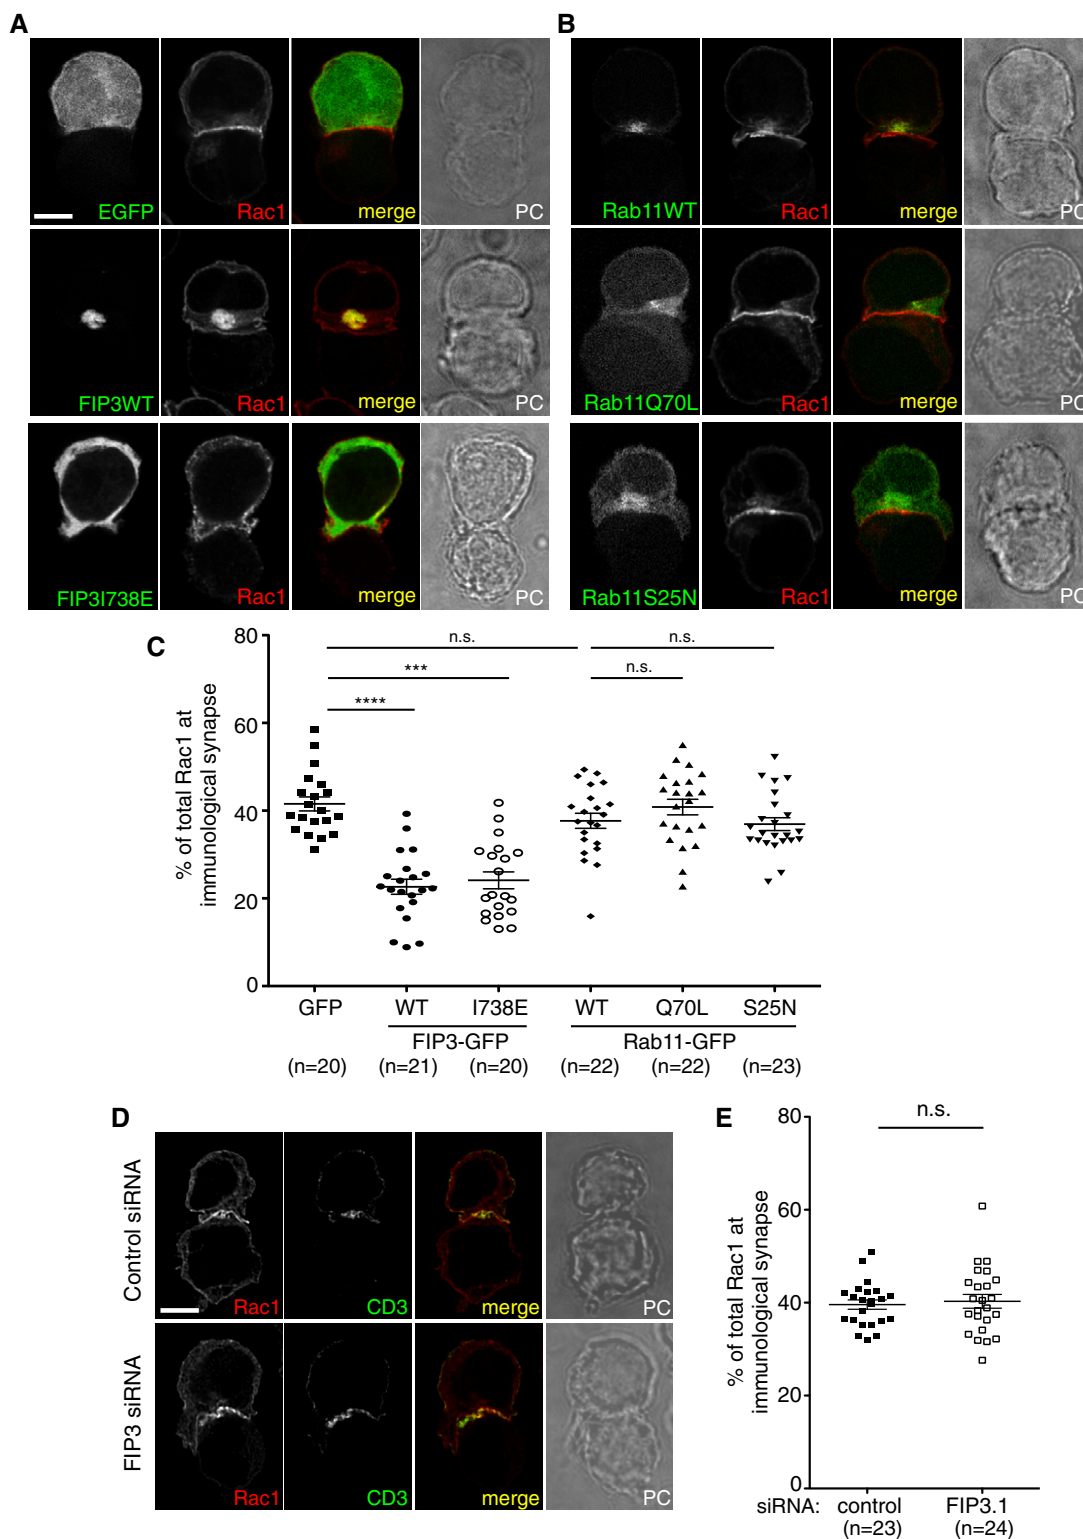 A
EGFP
Rac1
merge
PC
FIP3WT
Rac1
merge
PC
FIP3I738E
Rac1
merge
PC
B
Rab11WT
Rac1
merge
PC
Rab11Q70L
Rac1
merge
PC
Rab11S25N
Rac1
merge
PC
C
% of total Rac1 at
immunological synapse
80
60
40
20
0
n.s.
n.s.
***
n.s.
****
GFP
WT
I738E
WT
Q70L
S25N
FIP3-GFP
Rab11-GFP
(n=20)
(n=21)
(n=20)
(n=22)
(n=22)
(n=23)
D
Control siRNA
Rac1
CD3
merge
PC
FIP3 siRNA
Rac1
CD3
merge
PC
E
% of total Rac1 at
immunological synapse
80
60
40
20
0
n.s.
siRNA:
control
FIP3.1
(n=23)
(n=24)